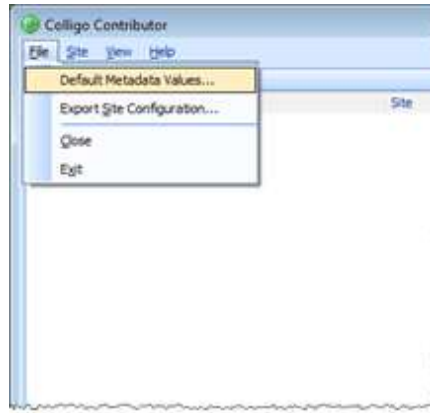 Colligo Contributor
File Site View Help
Default Metadata Values...
Export Site Configuration...
Site
Close
Exit